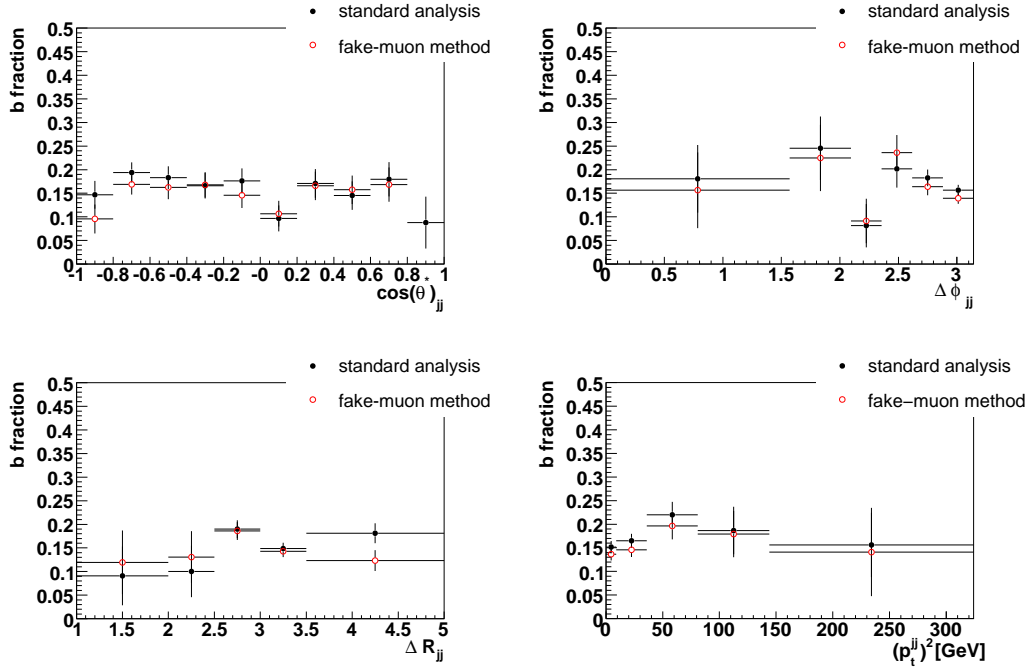 standard analysis
fake-muon method
b fraction
0.5
0.45
0.4
0.35
0.3
0.25
0.2
0.15
0.1
0.05
0
-1 -0.8 -0.6 -0.4 -0.2 -0 0.2 0.4 0.6 0.8 1
cos(θ*)jj
standard analysis
fake-muon method
b fraction
0.5
0.45
0.4
0.35
0.3
0.25
0.2
0.15
0.1
0.05
0
0 0.5 1 1.5 2 2.5 3
Δ ϕ jj
standard analysis
fake-muon method
b fraction
0.5
0.45
0.4
0.35
0.3
0.25
0.2
0.15
0.1
0.05
0
1 1.5 2 2.5 3 3.5 4 4.5 5
Δ Rjj
standard analysis
fake−muon method
b fraction
0.5
0.45
0.4
0.35
0.3
0.25
0.2
0.15
0.1
0.05
0
0 50 100 150 200 250 300
(ptjj)2[GeV]